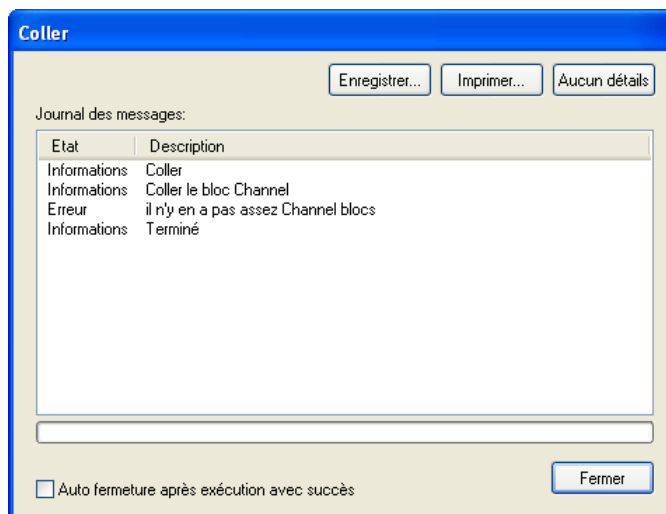 Coller
Enregistrer... Imprimer... Aucun détails
Journal des messages:
Etat Description
Informations Coller
Informations Coller le bloc Channel
Erreur il n'y en a pas assez Channel blocs
Informations Terminé
Fermer
Auto fermeture après exécution avec succès